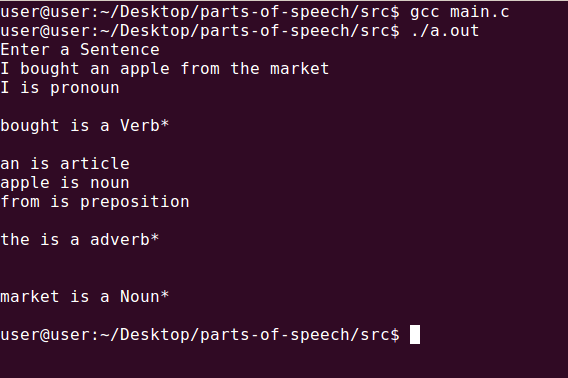 user@user:~/Desktop/parts-of-speech/src$ gcc main.c
user@user:~/Desktop/parts-of-speech/src$ ./a.out
Enter a Sentence
I bought an apple from the market
I is pronoun
bought is a Verb*
an is article
apple is noun
from is preposition
the is a adverb*
market is a Noun*
user@user:~/Desktop/parts-of-speech/src$